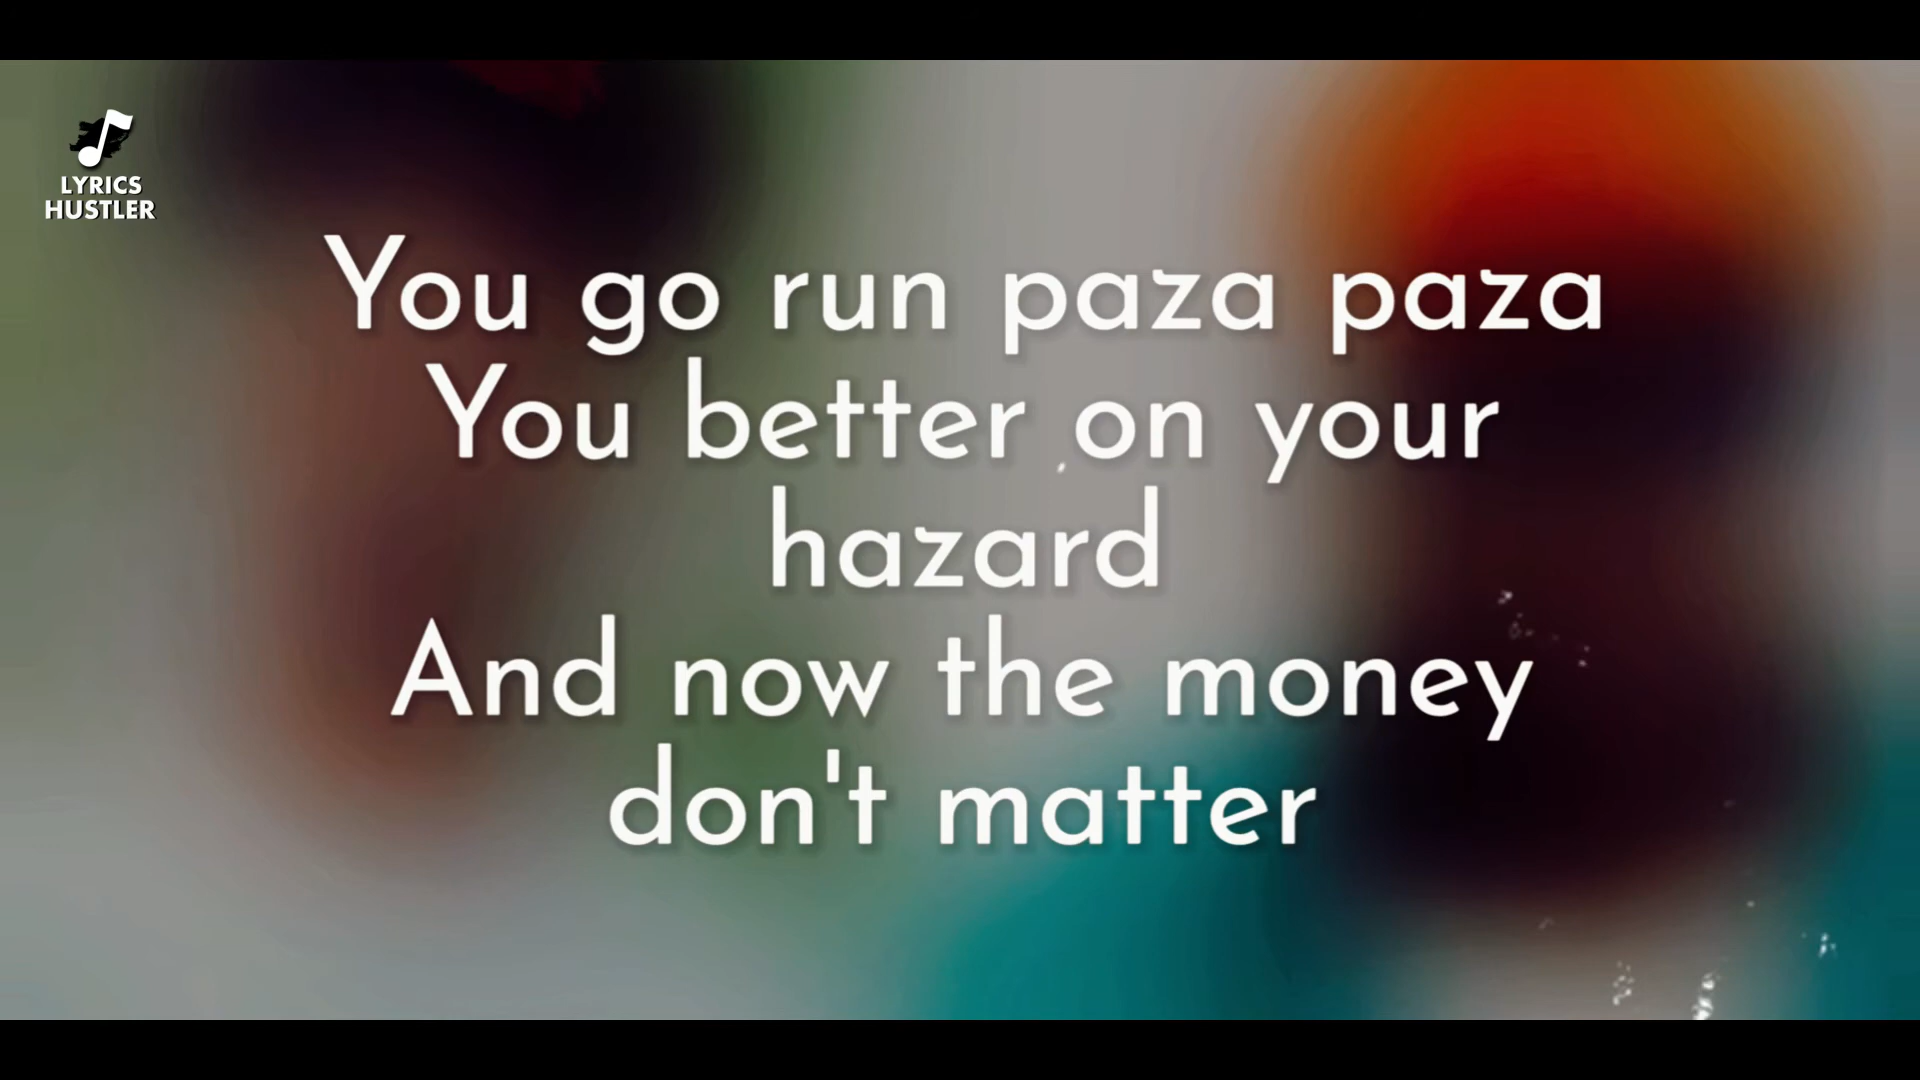 LYRICS
HUSTLER
You go run paza paza
You better on your
hazard
And now the money
don't matter